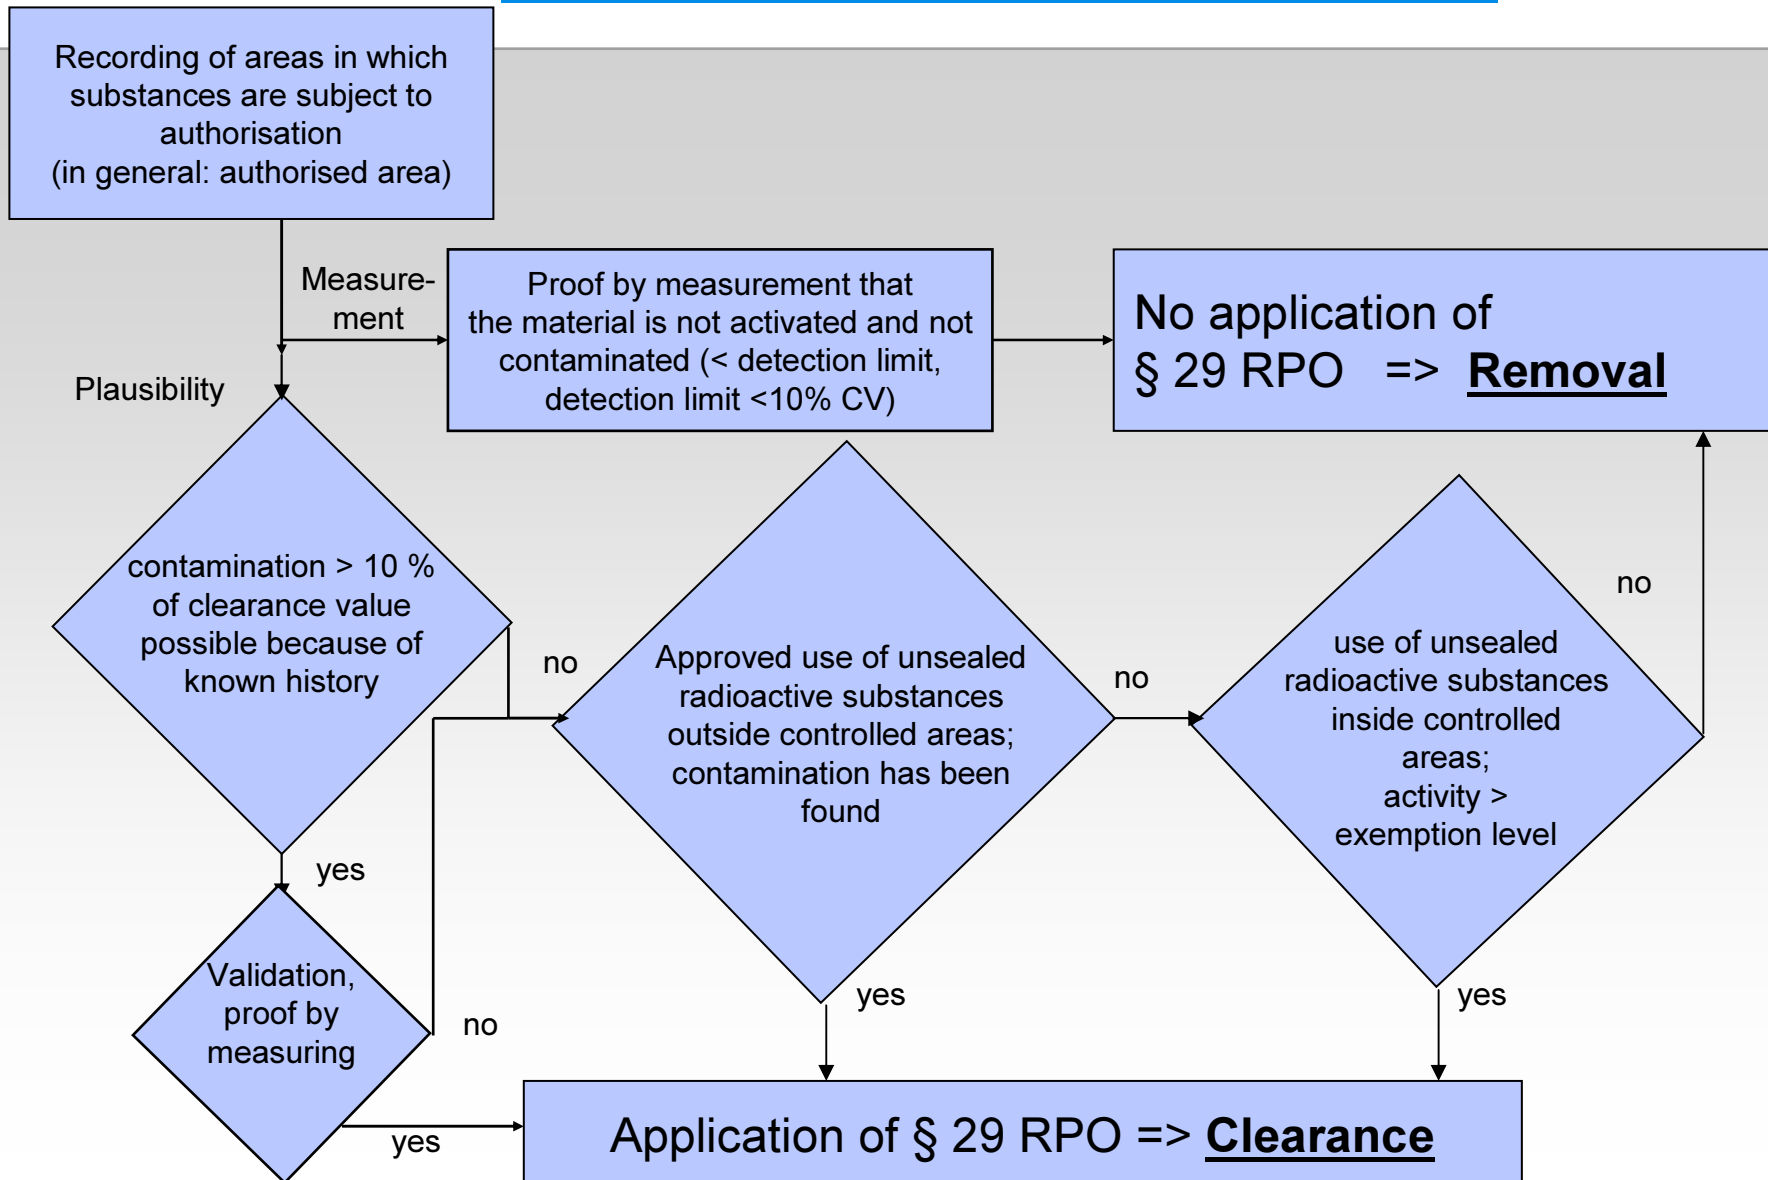 Recording of areas in which
substances are subject to
authorisation
(in general: authorised area)
Measure-
ment
Proof by measurement that
the material is not activated and not
contaminated (< detection limit,
detection limit <10% CV)
No application of
§ 29 RPO => Removal
Plausibility
contamination > 10 %
of clearance value
possible because of
known history
no
Approved use of unsealed
radioactive substances
outside controlled areas;
contamination has been
found
no
use of unsealed
radioactive substances
inside controlled
areas;
activity >
exemption level
no
yes
Validation,
proof by
measuring
no
yes
yes
yes
Application of § 29 RPO => Clearance